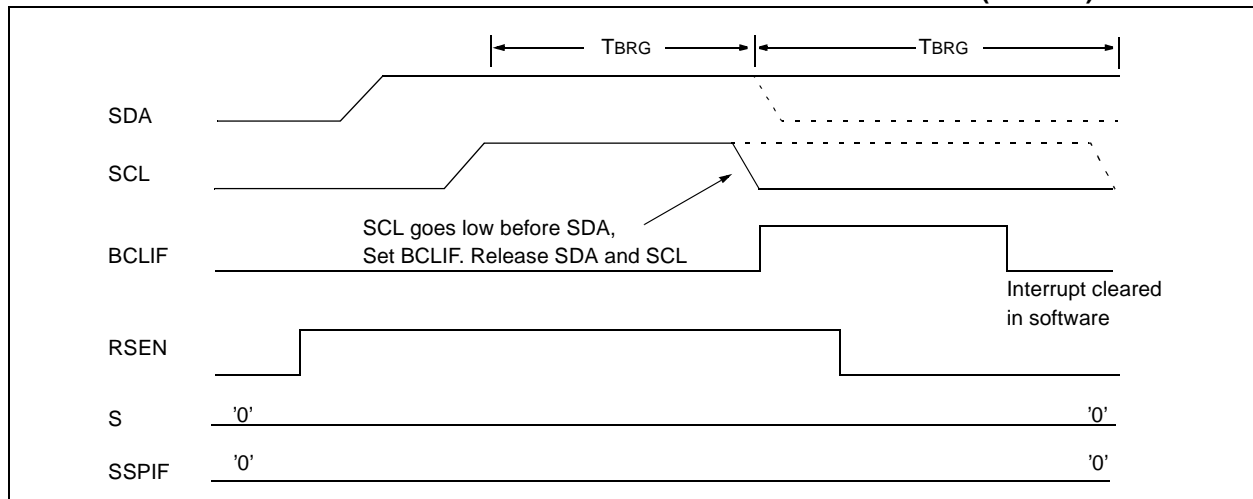 TBRG TBRG
SDA
SCL
SCL goes low before SDA,
Set BCLIF. Release SDA and SCL
BCLIF
Interrupt cleared
in software
RSEN
S '0' '0'
SSPIF '0' '0'